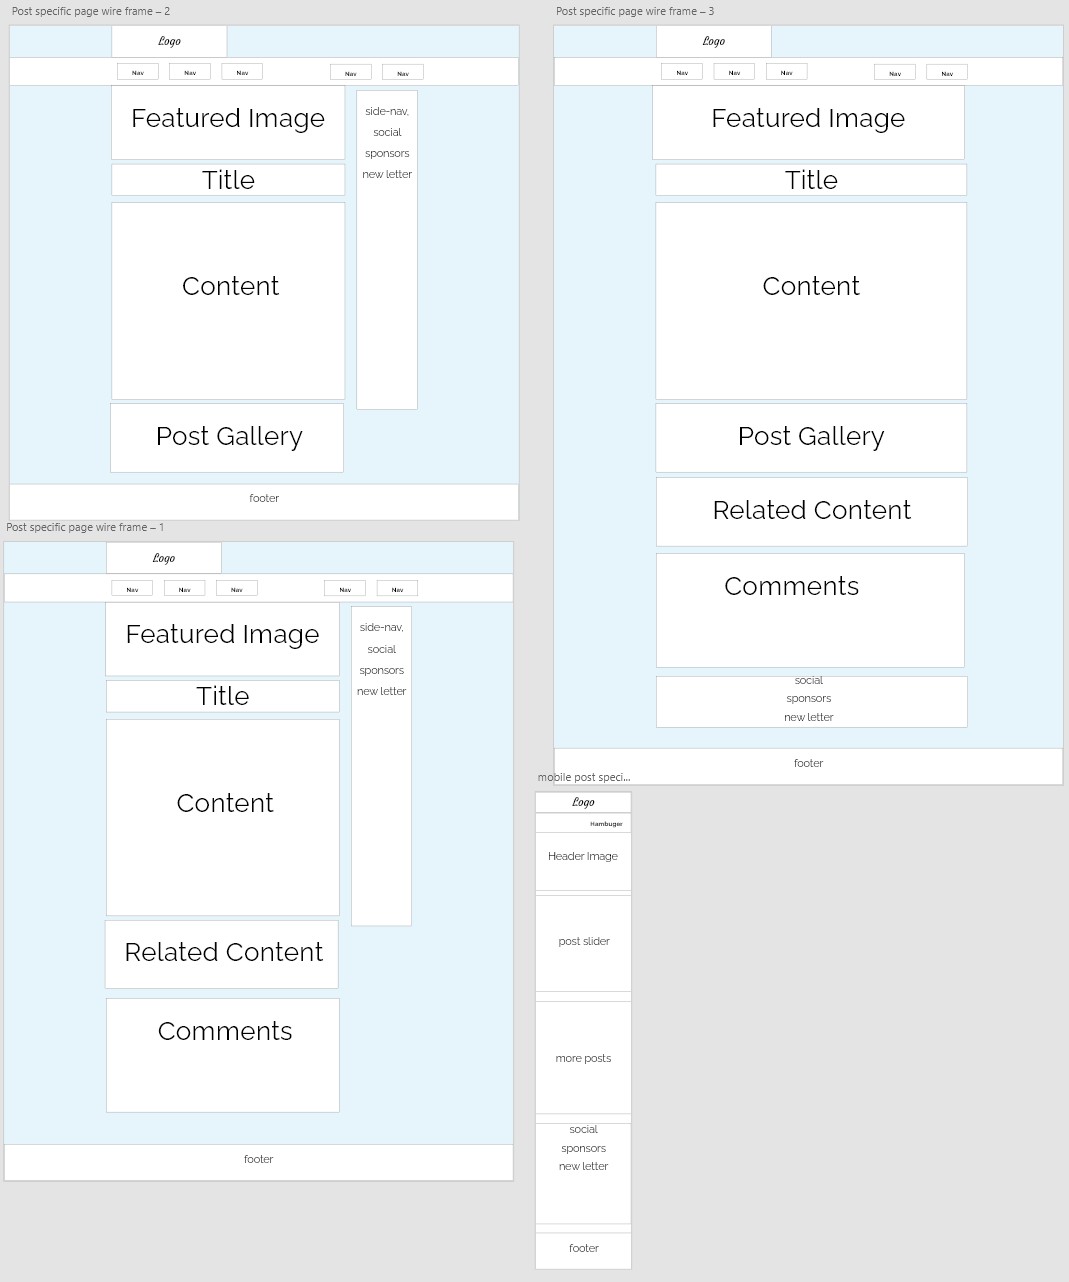 Post specific page wire frame – 2
Logo
Nav Nav Nav Nav Nav
Featured Image
Title
Content
Post Gallery
side-nav,
social
sponsors
new letter
footer
Post specific page wire frame – 1
Logo
Nav Nav Nav Nav Nav
Featured Image
Title
Content
Related Content
Comments
side-nav,
social
sponsors
new letter
footer
Post specific page wire frame – 3
Logo
Nav Nav Nav Nav Nav
Featured Image
Title
Content
Post Gallery
Related Content
Comments
social
sponsors
new letter
footer
mobile post speci...
Logo
Hambuger
Header Image
post slider
more posts
social
sponsors
new letter
footer